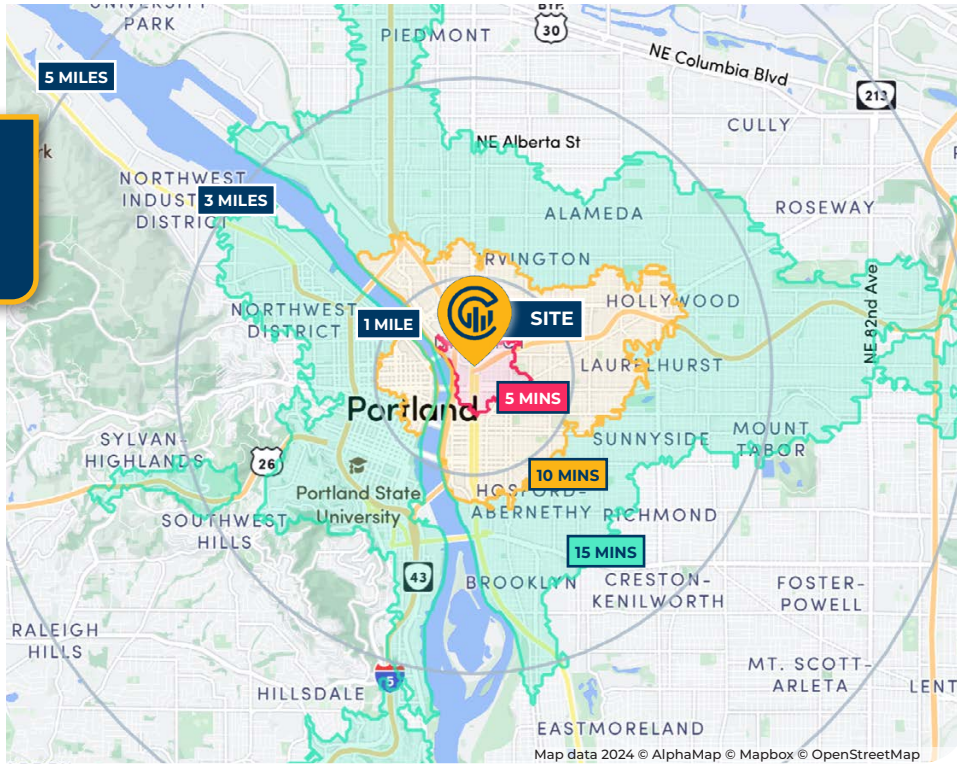 UNIVERSITY
PARK
PIEDMONT
BYP.
30
5 MILES
NE Columbia Blvd
213
CULLY
NE Alberta St
NORTHWEST
INDUST
DISTRICT
3 MILES
ALAMEDA
ROSEWAY
IRVINGTON
NE 82nd Ave
HOLLYWOOD
NORTHWEST
DISTRICT
1 MILE
SITE
LAURELHURST
5 MINS
Portland
SUNNYSIDE
MOUNT
TABOR
SYLVAN-
HIGHLANDS
26
10 MINS
Portland State
University
HOSFORD-
ABERNETHY
RICHMOND
SOUTHWEST
HILLS
15 MINS
43
BROOKLYN
CRESTON-
KENILWORTH
FOSTER-
POWELL
RALEIGH
HILLS
5
HILLSDALE
MT. SCOTT-
ARLETA
LENT
EASTMORELAND
Map data 2024 © AlphaMap © Mapbox © OpenStreetMap